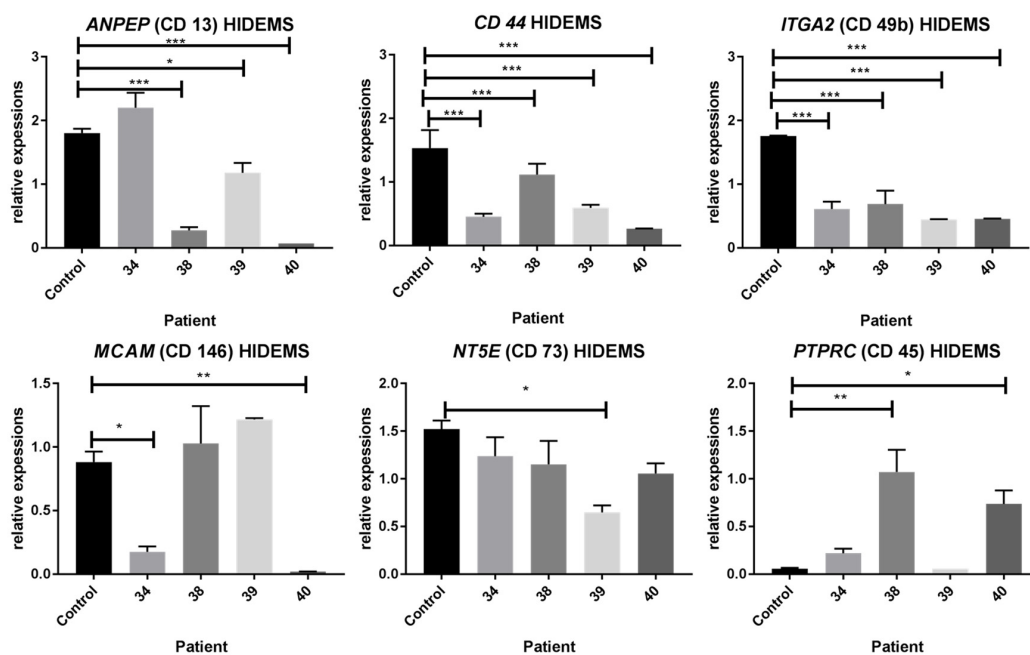 ANPEP (CD 13) HIDEMS
***
*
***
relative expessions
3
2
1
0
Control
34
38
39
40
Patient
CD 44 HIDEMS
***
***
***
***
relative expessions
3
2
1
0
Control
34
38
39
40
Patient
ITGA2 (CD 49b) HIDEMS
***
***
***
***
relative expessions
3
2
1
0
Control
34
38
39
40
Patient
MCAM (CD 146) HIDEMS
**
*
relative expessions
1.5
1.0
0.5
0.0
Control
34
38
39
40
Patient
NT5E (CD 73) HIDEMS
*
relative expessions
2.0
1.5
1.0
0.5
0.0
Control
34
38
39
40
Patient
PTPRC (CD 45) HIDEMS
*
**
relative expessions
2.0
1.5
1.0
0.5
0.0
Control
34
38
39
40
Patient